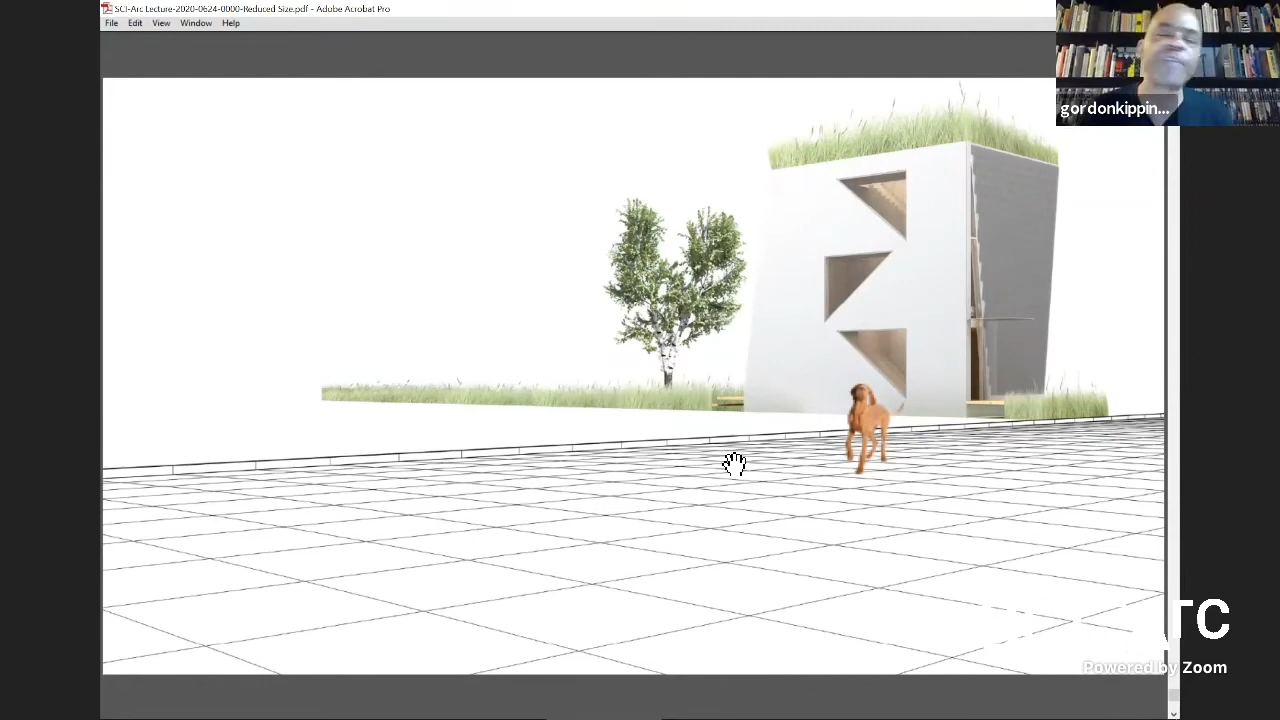 SCI-Arc Lecture-2020-0624-0000-Reduced Size.pdf - Adobe Acrobat Pro
File Edit View Window Help
gordonkippin...
Powered by Zoom